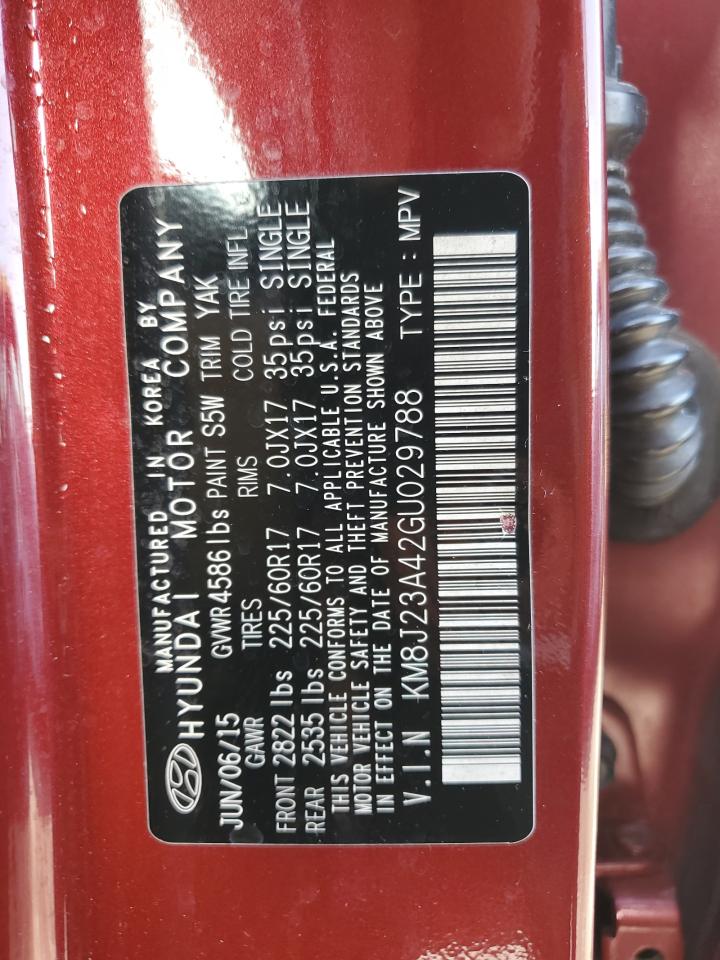 MANUFACTURED IN KOREA BY
HYUNDAI MOTOR COMPANY
JUN/06/15 GVWR 4586 lbs PAINT S5W TRIM YAK
GAWR TIRES RIMS COLD TIRE INFL
FRONT 2822 lbs 225/60R17 7.0JX17 35psi SINGLE
REAR 2535 lbs 225/60R17 7.0JX17 35psi SINGLE
THIS VEHICLE CONFORMS TO ALL APPLICABLE U.S.A. FEDERAL
MOTOR VEHICLE SAFETY AND THEFT PREVENTION STANDARDS
IN EFFECT ON THE DATE OF MANUFACTURE SHOWN ABOVE
V.I.N KM8J23A42GU029788 TYPE : MPV